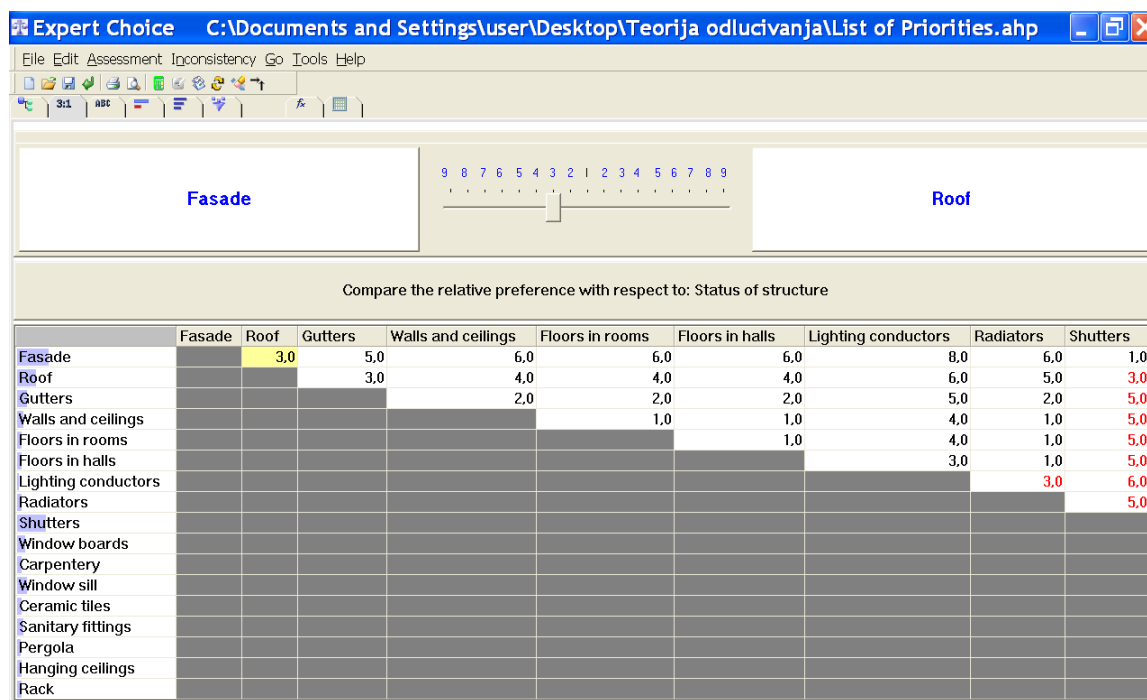 Expert Choice C:\Documents and Settings\user\Desktop\Teorija odlucivanja\List of Priorities.ahp
File Edit Assessment Inconsistency Go Tools Help
3:1 ABC fx
9 8 7 6 5 4 3 2 1 2 3 4 5 6 7 8 9
Fasade Roof
Compare the relative preference with respect to: Status of structure
Fasade Roof Gutters Walls and ceilings Floors in rooms Floors in halls Lighting conductors Radiators Shutters
Fasade 3,0 5,0 6,0 6,0 6,0 8,0 6,0 1,0
Roof 3,0 4,0 4,0 4,0 6,0 5,0 3,0
Gutters 2,0 2,0 2,0 5,0 2,0 5,0
Walls and ceilings 1,0 1,0 4,0 1,0 5,0
Floors in rooms 1,0 4,0 1,0 5,0
Floors in halls 3,0 1,0 5,0
Lighting conductors 3,0 6,0
Radiators 5,0
Shutters
Window boards
Carpentery
Window sill
Ceramic tiles
Sanitary fittings
Pergola
Hanging ceilings
Rack